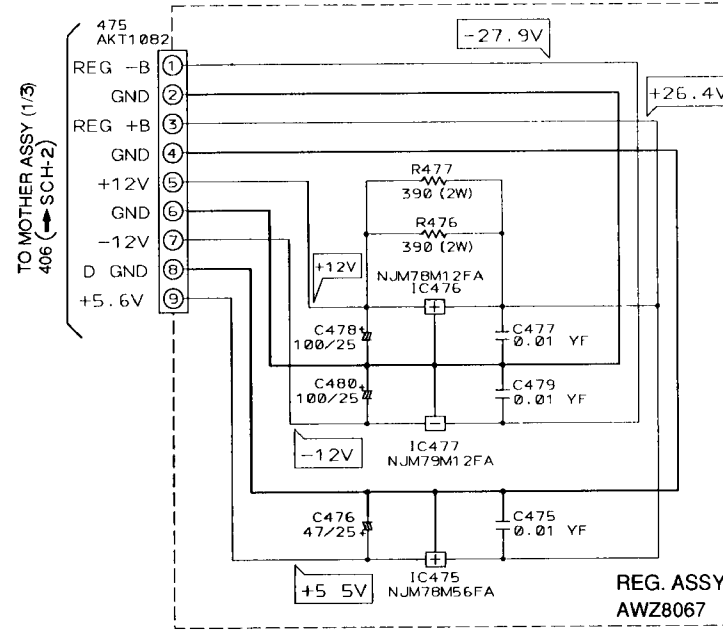 475
AKT1082
REG -B ①
GND ②
REG +B ③
GND ④
+12V ⑤
GND ⑥
-12V ⑦
D GND ⑧
+5.6V ⑨
TO MOTHER ASSY (1/3)
406 (➡ SCH-2)
-27.9V
+26.4V
R477
390 (2W)
R476
390 (2W)
+12V
NJM78M12FA
IC476
+
C478
100/25
+
C477
0.01 YF
C480
100/25
+
C479
0.01 YF
-
-12V
IC477
NJM79M12FA
C476
47/25
+
C475
0.01 YF
+
+5 5V
IC475
NJM78M56FA
REG. ASSY
AWZ8067